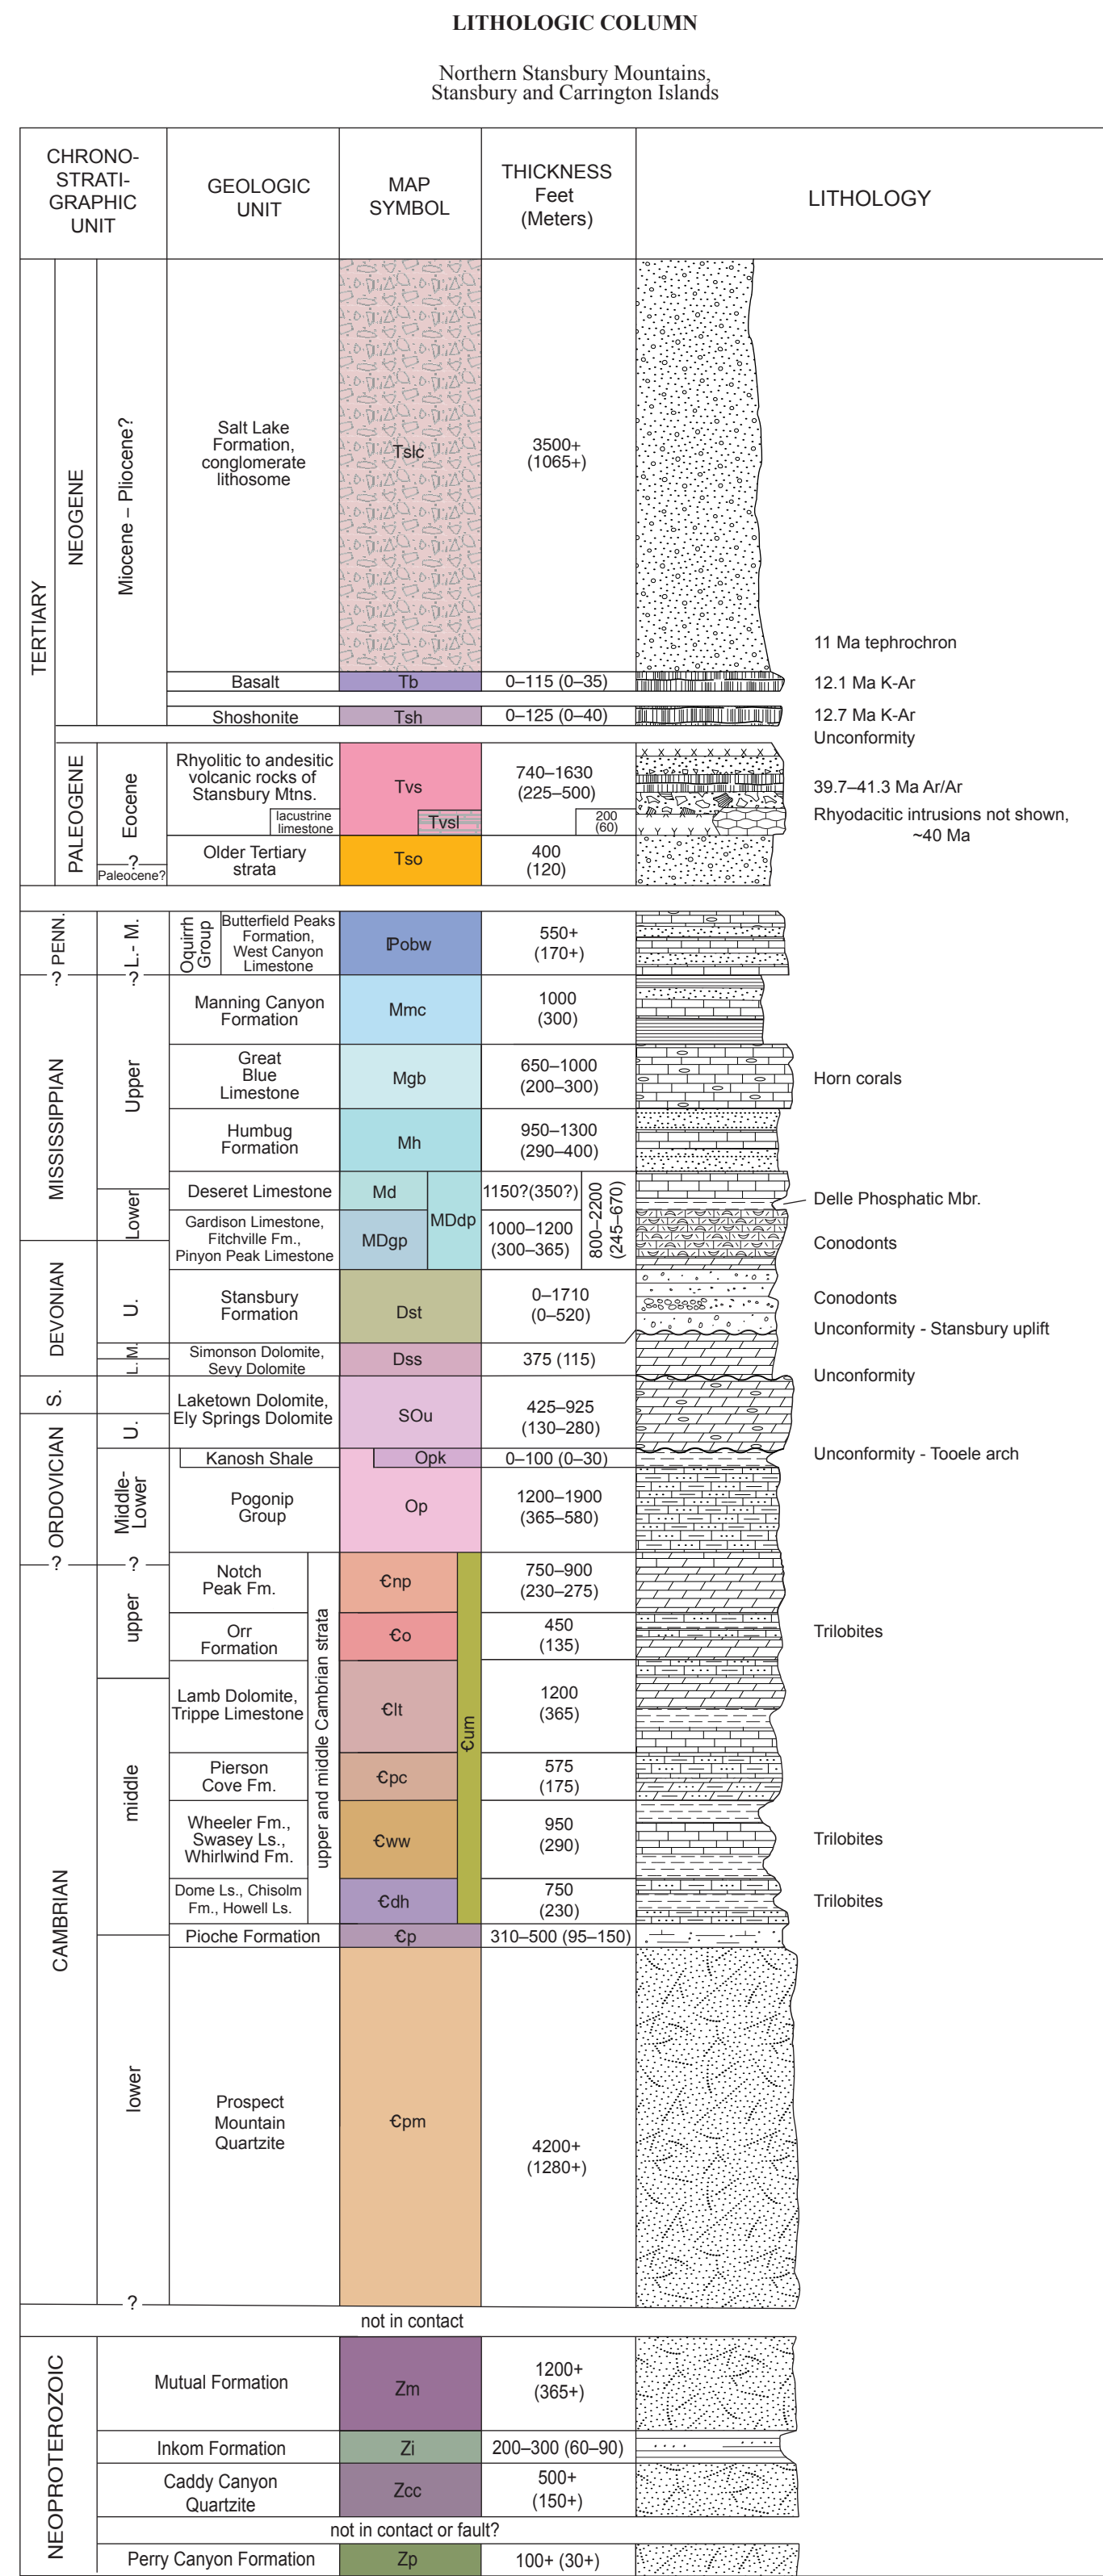 LITHOLOGIC COLUMN
Northern Stansbury Mountains,
Stansbury and Carrington Islands
CHRONO-
STRATI-
GRAPHIC
UNIT
GEOLOGIC
UNIT
MAP
SYMBOL
THICKNESS
Feet
(Meters)
LITHOLOGY
TERTIARY
NEOGENE
Miocene – Pliocene?
Salt Lake
Formation,
conglomerate
lithosome
Tslc
3500+
(1065+)
11 Ma tephrochron
Basalt
Tb
0–115 (0–35)
12.1 Ma K-Ar
Shoshonite
Tsh
0–125 (0–40)
12.7 Ma K-Ar
Unconformity
PALEOGENE
Eocene
Rhyolitic to andesitic
volcanic rocks of
Stansbury Mtns.
Tvs
740–1630
(225–500)
39.7–41.3 Ma Ar/Ar
lacustrine
limestone
Tvsl
200
(60)
Rhyodacitic intrusions not shown,
~40 Ma
?
Paleocene?
Older Tertiary
strata
Tso
400
(120)
PENN.
L.- M.
Oquirrh
Group
Butterfield Peaks
Formation,
West Canyon
Limestone
ℙobw
550+
(170+)
?
?
MISSISSIPPIAN
Upper
Manning Canyon
Formation
Mmc
1000
(300)
Great
Blue
Limestone
Mgb
650–1000
(200–300)
Horn corals
Humbug
Formation
Mh
950–1300
(290–400)
Lower
Deseret Limestone
Md
MDdp
1150?(350?)
800–2200
(245–670)
Delle Phosphatic Mbr.
Gardison Limestone,
Fitchville Fm.,
Pinyon Peak Limestone
MDgp
1000–1200
(300–365)
Conodonts
DEVONIAN
U.
Stansbury
Formation
Dst
0–1710
(0–520)
Conodonts
Unconformity - Stansbury uplift
M.
L.
Simonson Dolomite,
Sevy Dolomite
Dss
375 (115)
Unconformity
S.
Laketown Dolomite,
Ely Springs Dolomite
SOu
425–925
(130–280)
ORDOVICIAN
U.
Unconformity - Tooele arch
Middle-
Lower
Kanosh Shale
Opk
0–100 (0–30)
Pogonip
Group
Op
1200–1900
(365–580)
?
?
CAMBRIAN
upper
Notch
Peak Fm.
upper and middle Cambrian strata
Єnp
Єum
750–900
(230–275)
Orr
Formation
Єo
450
(135)
Trilobites
middle
Lamb Dolomite,
Trippe Limestone
Єlt
1200
(365)
Pierson
Cove Fm.
Єpc
575
(175)
Wheeler Fm.,
Swasey Ls.,
Whirlwind Fm.
Єww
950
(290)
Trilobites
Dome Ls., Chisolm
Fm., Howell Ls.
Єdh
750
(230)
Trilobites
Pioche Formation
Єp
310–500 (95–150)
lower
Prospect
Mountain
Quartzite
Єpm
4200+
(1280+)
?
not in contact
NEOPROTEROZOIC
Mutual Formation
Zm
1200+
(365+)
Inkom Formation
Zi
200–300 (60–90)
Caddy Canyon
Quartzite
Zcc
500+
(150+)
not in contact or fault?
Perry Canyon Formation
Zp
100+ (30+)